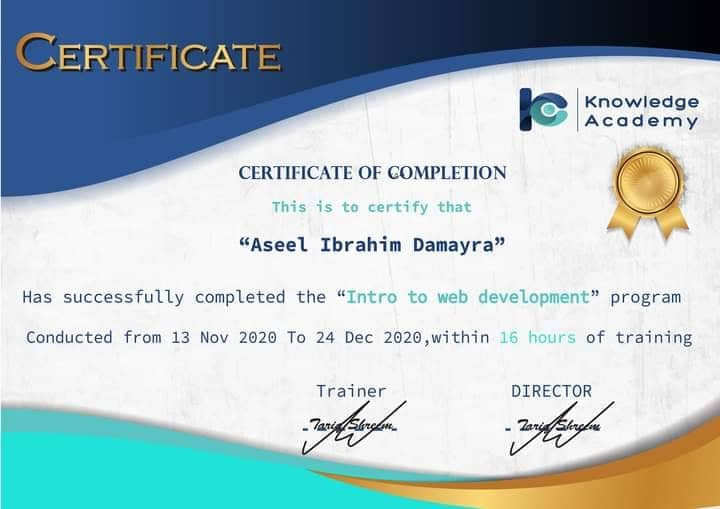 CERTIFICATE
Knowledge
Academy
CERTIFICATE OF COMPLETION
This is to certify that
“Aseel Ibrahim Damayra”
Has successfully completed the “Intro to web development” program
Conducted from 13 Nov 2020 To 24 Dec 2020,within 16 hours of training
Trainer
DIRECTOR
Tariq Shreem
Tariq Shreem